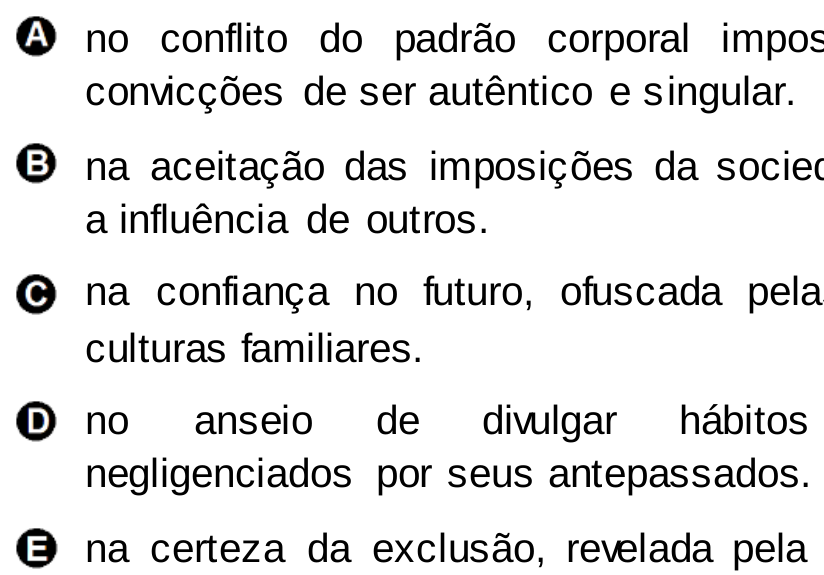 A no conflito do padrão corporal impos
convicções de ser autêntico e singular.
B na aceitação das imposições da socied
a influência de outros.
C na confiança no futuro, ofuscada pelas
culturas familiares.
D no anseio de divulgar hábitos
negligenciados por seus antepassados.
E na certeza da exclusão, revelada pela